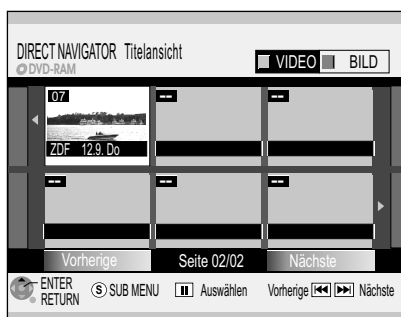 DIRECT NAVIGATOR Titelansicht
DVD-RAM
VIDEO BILD
07 -- --
ZDF 12.9. Do
-- -- --
Vorherige Seite 02/02 Nächste
ENTER
RETURN
S SUB MENU Auswählen Vorherige Nächste